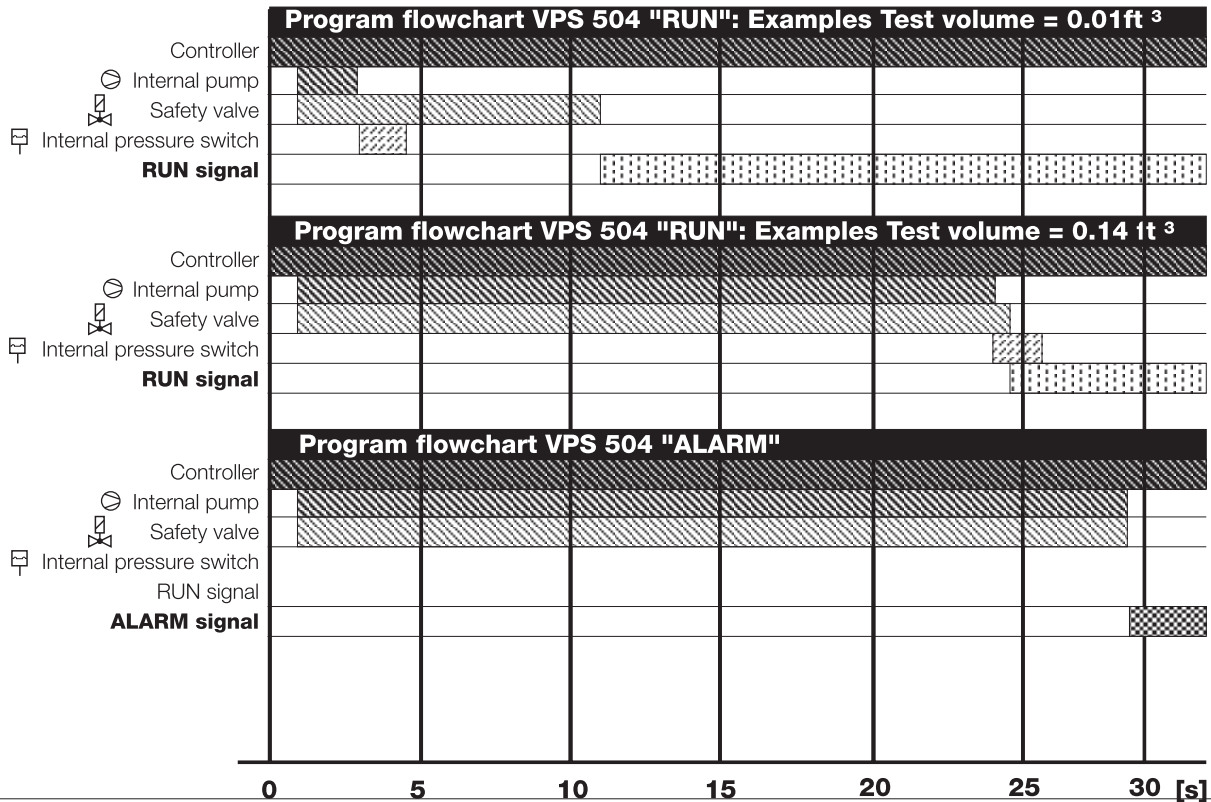 Program flowchart VPS 504 "RUN": Examples Test volume = 0.01ft ³
Controller
Internal pump
Safety valve
Internal pressure switch
RUN signal
Program flowchart VPS 504 "RUN": Examples Test volume = 0.14 ft ³
Controller
Internal pump
Safety valve
Internal pressure switch
RUN signal
Program flowchart VPS 504 "ALARM"
Controller
Internal pump
Safety valve
Internal pressure switch
RUN signal
ALARM signal
0 5 10 15 20 25 30 [s]